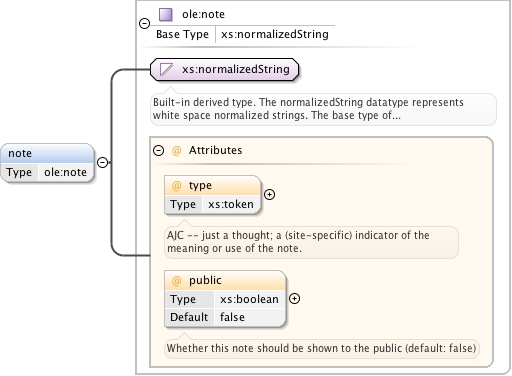 ole:note
Base Type xs:normalizedString
xs:normalizedString
Built-in derived type. The normalizedString datatype represents
white space normalized strings. The base type of...
note
Type ole:note
@ Attributes
@ type
Type xs:token
AJC -- just a thought; a (site-specific) indicator of the
meaning or use of the note.
@ public
Type xs:boolean
Default false
Whether this note should be shown to the public (default: false)